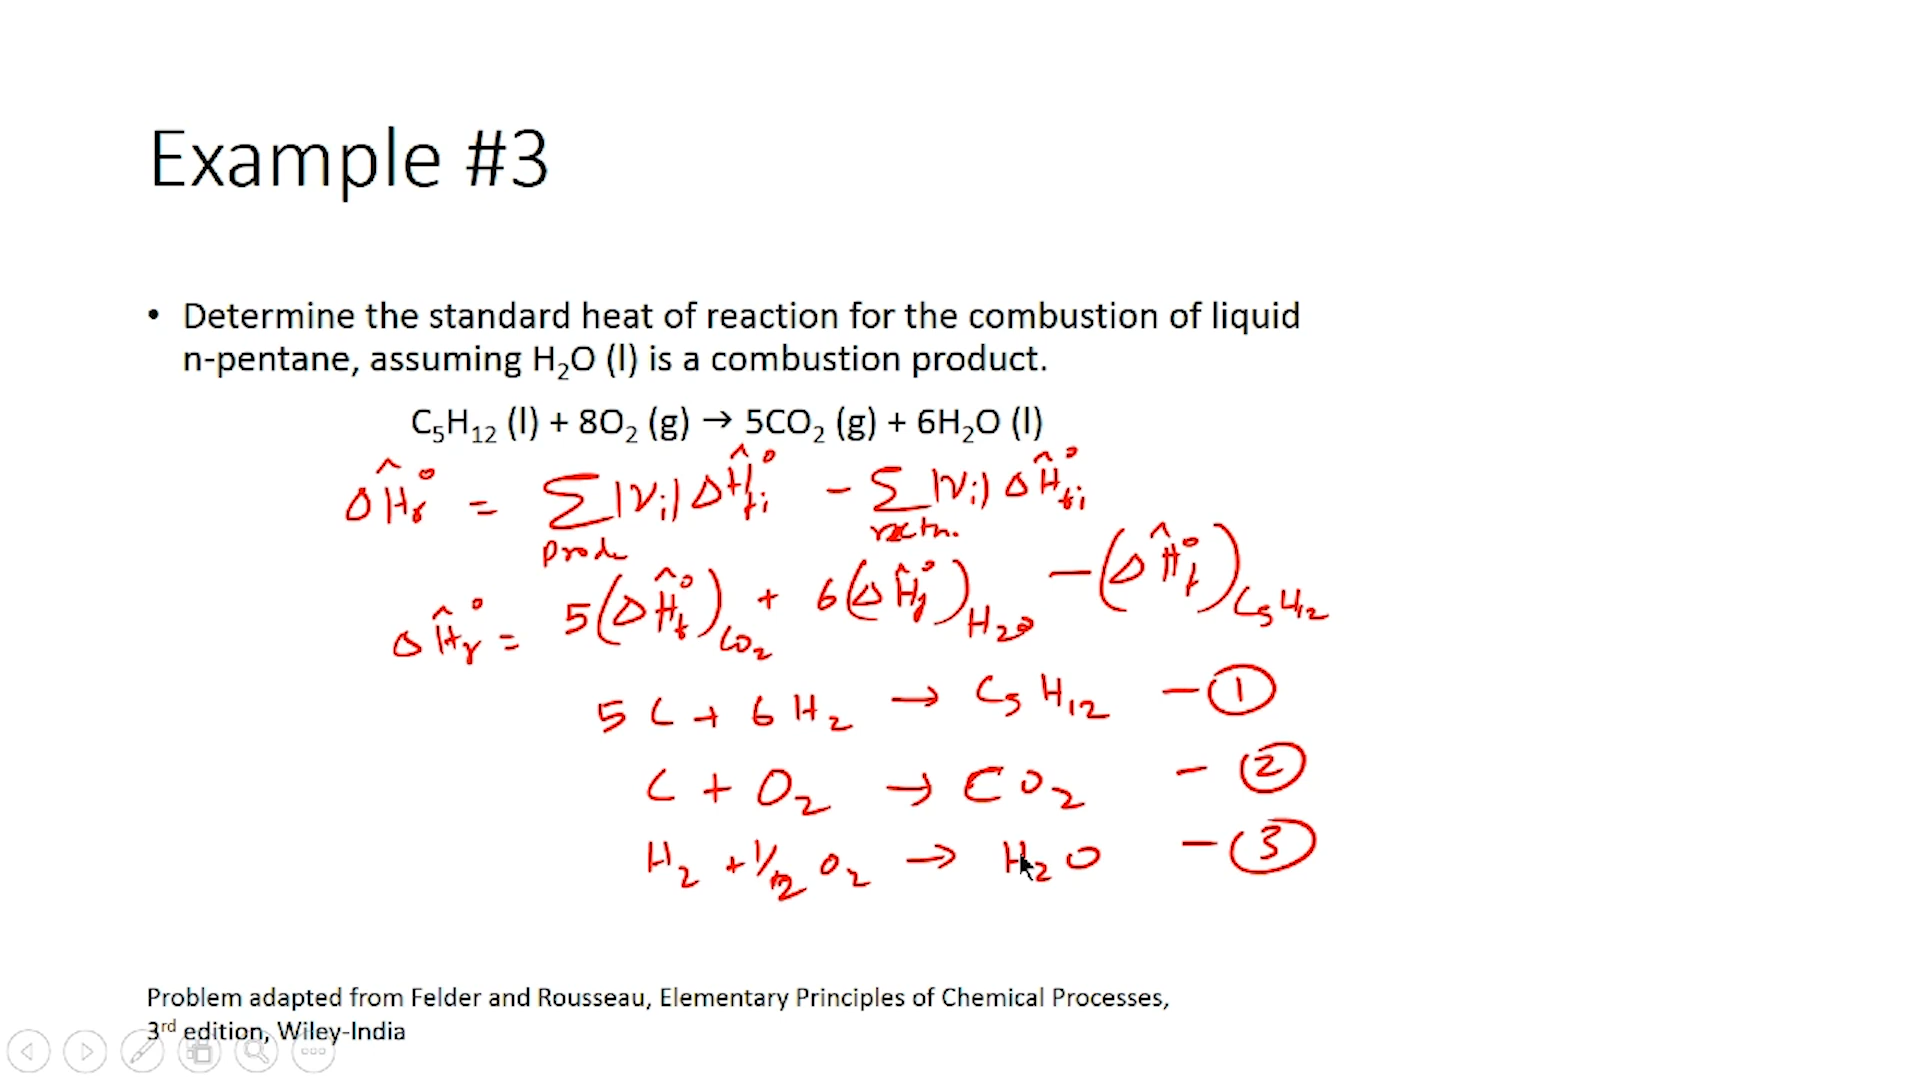 Example #3
• Determine the standard heat of reaction for the combustion of liquid
n-pentane, assuming H₂O (l) is a combustion product.
C₅H₁₂ (l) + 8O₂ (g) → 5CO₂ (g) + 6H₂O (l)
ΔĤr° = Σ prod |νi| ΔĤfi° − Σ rxtn. |νi| ΔĤfi°
ΔĤr° = 5(ΔĤf°)CO₂ + 6(ΔĤf°)H₂O − (ΔĤf°)C₅H₁₂
5C + 6H₂ → C₅H₁₂ − ①
C + O₂ → CO₂ − ②
H₂ + 1/2 O₂ → H₂O − ③
Problem adapted from Felder and Rousseau, Elementary Principles of Chemical Processes,
3rd edition, Wiley-India